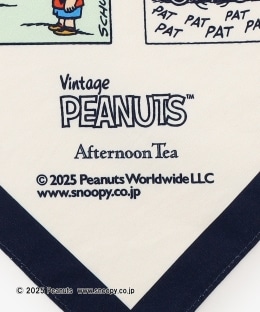 PAT PAT PAT
PAT PAT PAT
Vintage
PEANUTS™
Afternoon Tea
© 2025 Peanuts Worldwide LLC
www.snoopy.co.jp
© 2025 Peanuts www.snoopy.co.jp